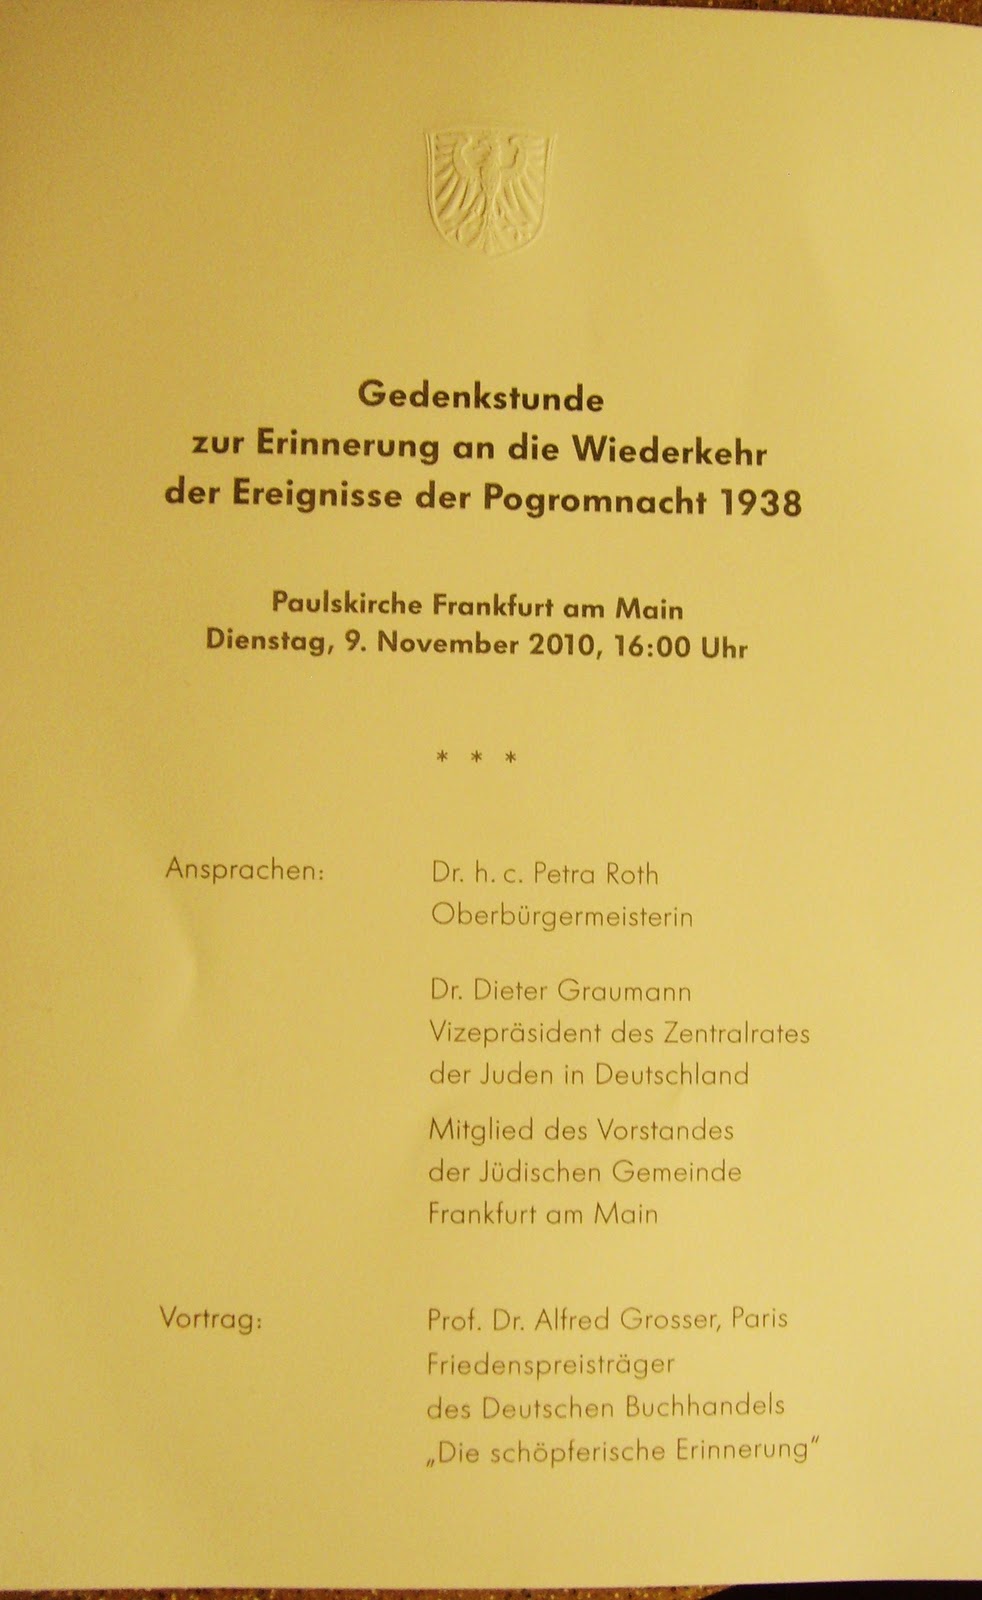 Gedenkstunde
zur Erinnerung an die Wiederkehr
der Ereignisse der Pogromnacht 1938
Paulskirche Frankfurt am Main
Dienstag, 9. November 2010, 16:00 Uhr
* * *
Ansprachen: Dr. h. c. Petra Roth
Oberbürgermeisterin
Dr. Dieter Graumann
Vizepräsident des Zentralrates
der Juden in Deutschland
Mitglied des Vorstandes
der Jüdischen Gemeinde
Frankfurt am Main
Vortrag: Prof. Dr. Alfred Grosser, Paris
Friedenspreisträger
des Deutschen Buchhandels
„Die schöpferische Erinnerung“